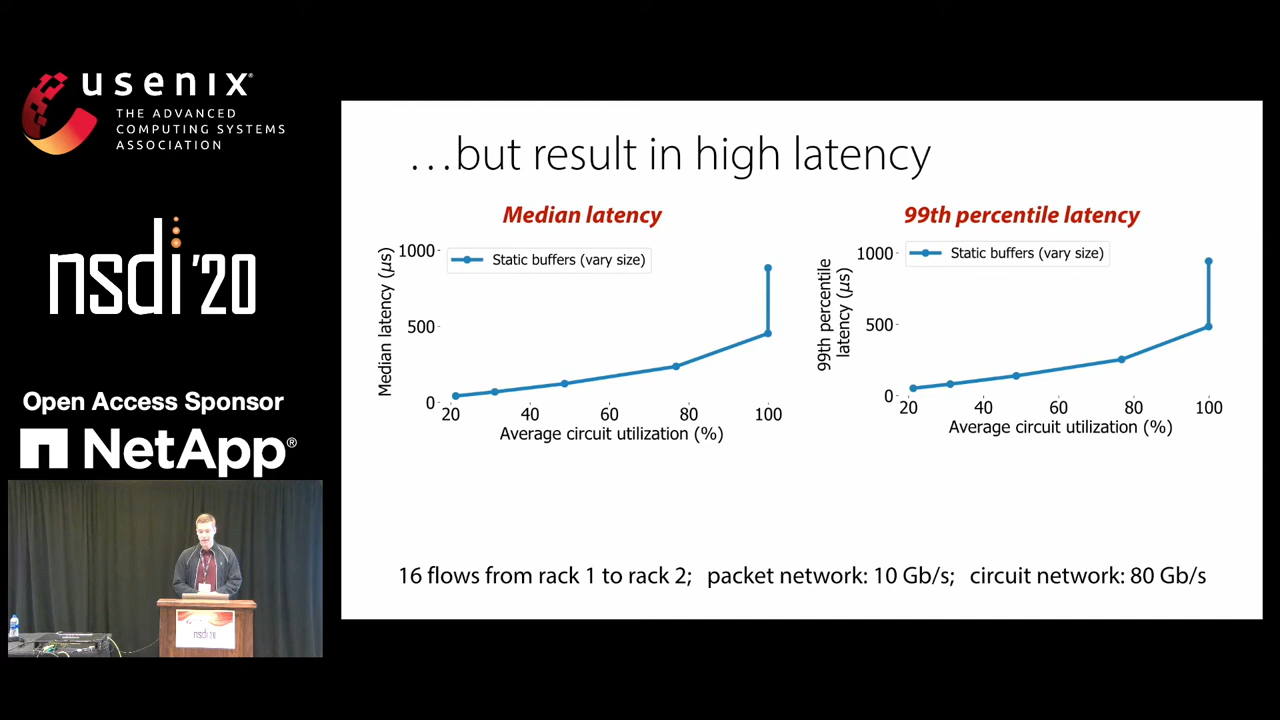 usenix®
THE ADVANCED
COMPUTING SYSTEMS
ASSOCIATION
nsdi '20
Open Access Sponsor
NetApp®
nsdi '20
…but result in high latency
Median latency
Median latency (μs)
1000
500
0
Static buffers (vary size)
20 40 60 80 100
Average circuit utilization (%)
99th percentile latency
99th percentile
latency (μs)
1000
500
0
Static buffers (vary size)
20 40 60 80 100
Average circuit utilization (%)
16 flows from rack 1 to rack 2; packet network: 10 Gb/s; circuit network: 80 Gb/s